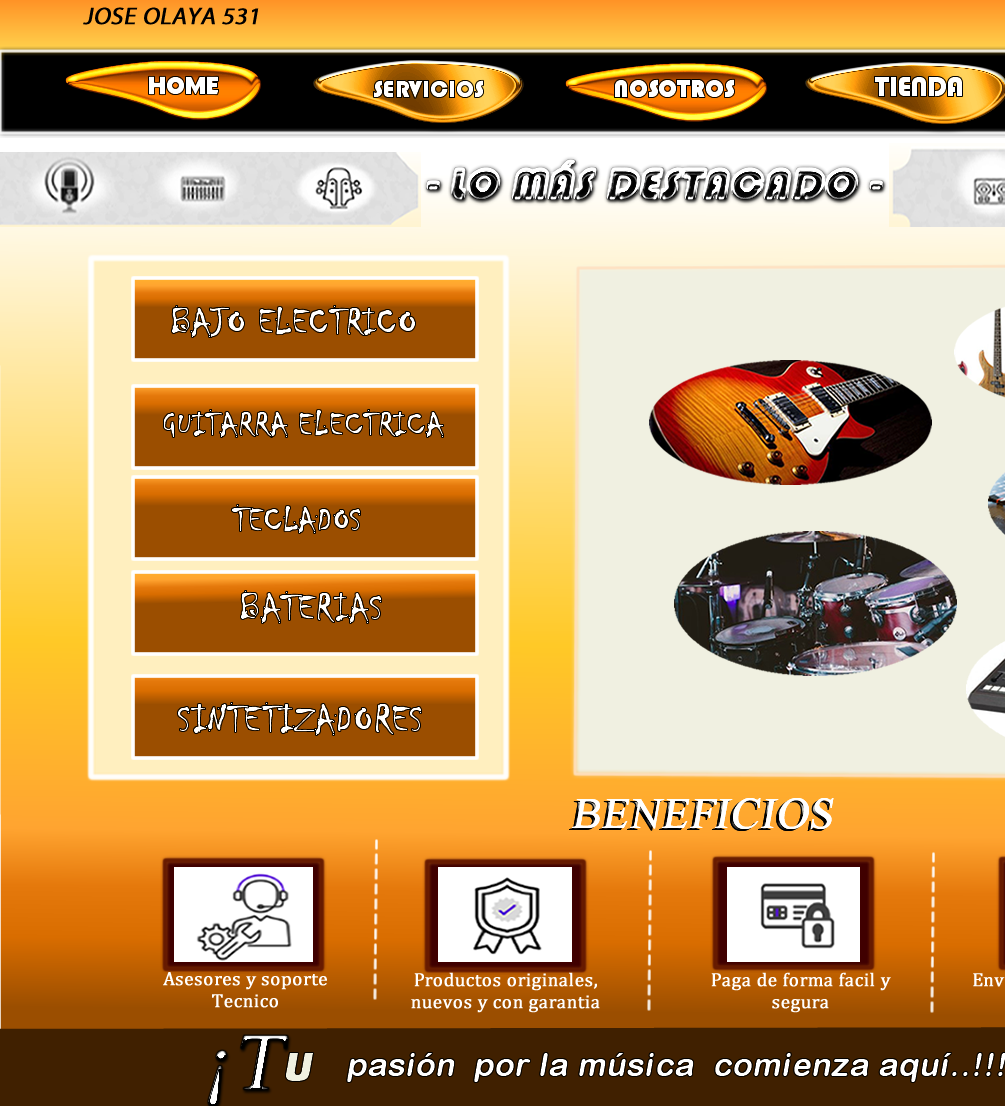 JOSE OLAYA 531
HOME
SERVICIOS
NOSOTROS
TIENDA
- LO MÁS DESTACADO -
BAJO ELECTRICO
GUITARRA ELECTRICA
TECLADOS
BATERIAS
SINTETIZADORES
BENEFICIOS
Asesores y soporte
Tecnico
Productos originales,
nuevos y con garantia
Paga de forma facil y
segura
¡Tu pasión por la música comienza aquí..!!!